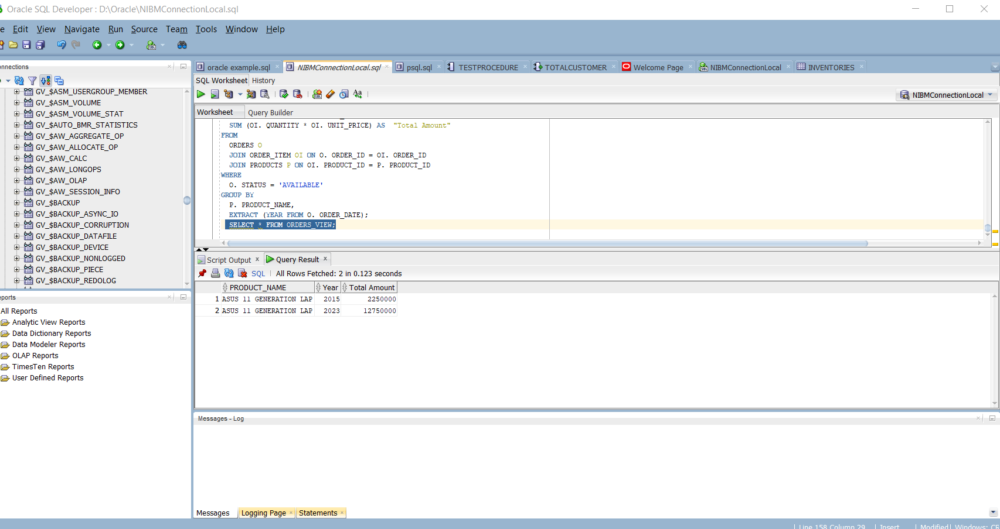 Oracle SQL Developer : D:\Oracle\NIBMConnectionLocal.sql
e Edit View Navigate Run Source Team Tools Window Help
onnections
GV_$ASM_USERGROUP_MEMBER
GV_$ASM_VOLUME
GV_$ASM_VOLUME_STAT
GV_$AUTO_BMR_STATISTICS
GV_$AW_AGGREGATE_OP
GV_$AW_ALLOCATE_OP
GV_$AW_CALC
GV_$AW_LONGOPS
GV_$AW_OLAP
GV_$AW_SESSION_INFO
GV_$BACKUP
GV_$BACKUP_ASYNC_IO
GV_$BACKUP_CORRUPTION
GV_$BACKUP_DATAFILE
GV_$BACKUP_DEVICE
GV_$BACKUP_NONLOGGED
GV_$BACKUP_PIECE
GV_$BACKUP_REDOLOG
eports
All Reports
Analytic View Reports
Data Dictionary Reports
Data Modeler Reports
OLAP Reports
TimesTen Reports
User Defined Reports
oracle example.sql NIBMConnectionLocal.sql psql.sql TESTPROCEDURE TOTALCUSTOMER Welcome Page NIBMConnectionLocal INVENTORIES
SQL Worksheet History
NIBMConnectionLocal
Worksheet Query Builder
SUM (OI. QUANTITY * OI. UNIT_PRICE) AS "Total Amount"
FROM
ORDERS O
JOIN ORDER_ITEM OI ON O. ORDER_ID = OI. ORDER_ID
JOIN PRODUCTS P ON OI. PRODUCT_ID = P. PRODUCT_ID
WHERE
O. STATUS = 'AVAILABLE'
GROUP BY
P. PRODUCT_NAME,
EXTRACT (YEAR FROM O. ORDER_DATE);
SELECT * FROM ORDERS_VIEW;
Script Output Query Result
SQL All Rows Fetched: 2 in 0.123 seconds
PRODUCT_NAME Year Total Amount
1 ASUS 11 GENERATION LAP 2015 2250000
2 ASUS 11 GENERATION LAP 2023 12750000
Messages - Log
Messages Logging Page Statements
Line 158 Column 29 Insert Modified Windows: CR